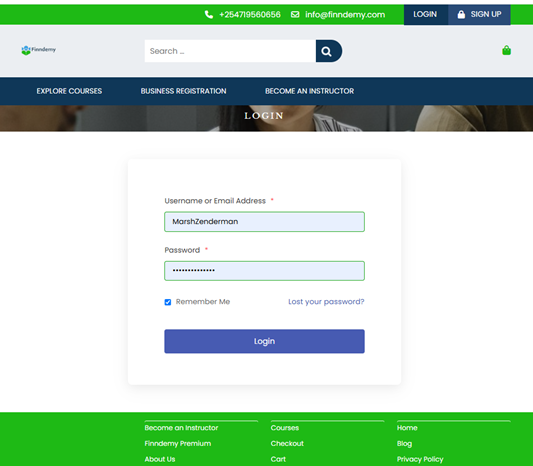 +254719560656 info@finndemy.com LOGIN SIGN UP
Finndemy Search ...
EXPLORE COURSES BUSINESS REGISTRATION BECOME AN INSTRUCTOR
LOGIN
Username or Email Address *
MarshZenderman
Password *
••••••••••••••
Remember Me Lost your password?
Login
Become an Instructor Courses Home
Finndemy Premium Checkout Blog
About Us Cart Privacy Policy